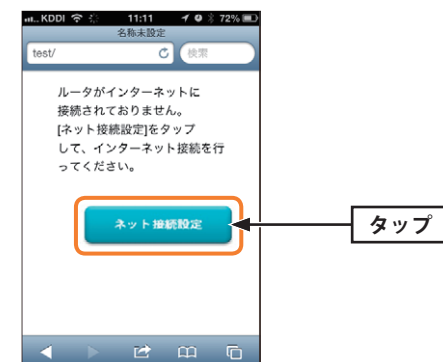 KDDI 11:11 72%
名称未設定
test/ 検索
ルータがインターネットに
接続されておりません。
[ネット接続設定]をタップ
して、インターネット接続を行
ってください。
ネット接続設定
タップ